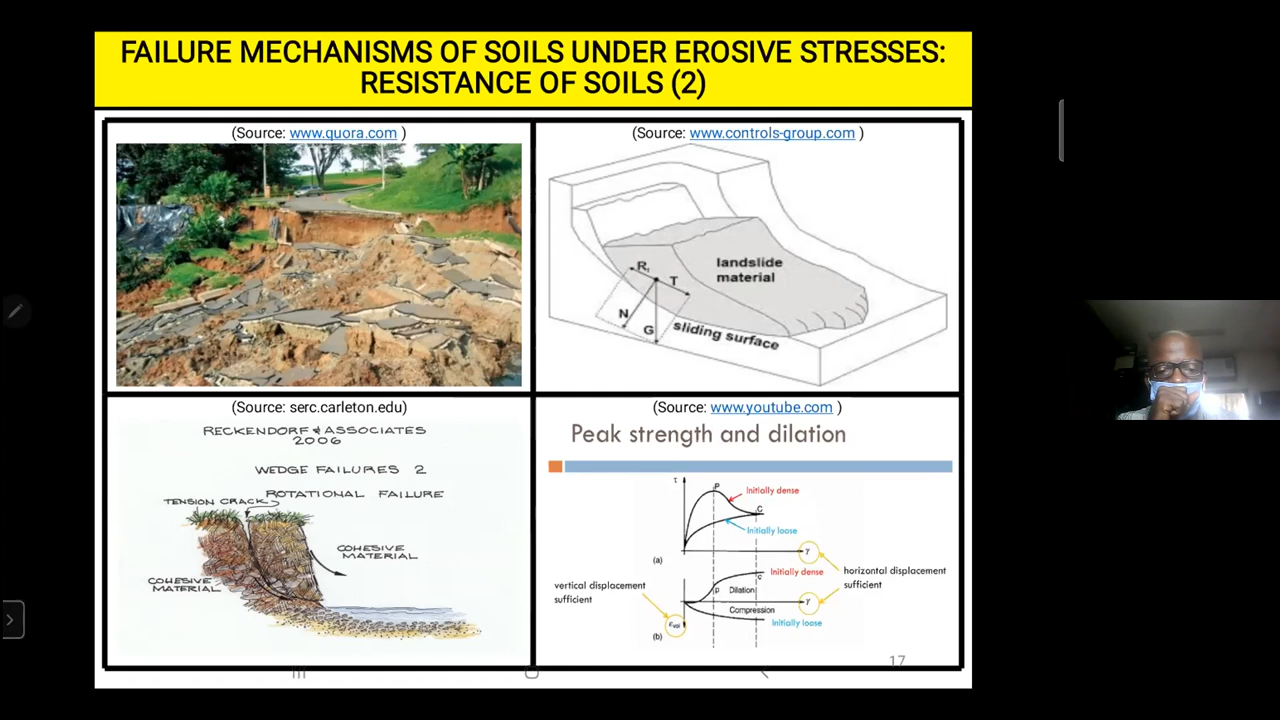 FAILURE MECHANISMS OF SOILS UNDER EROSIVE STRESSES:
RESISTANCE OF SOILS (2)
(Source: www.quora.com )
(Source: www.controls-group.com )
R
T
N
G
landslide
material
sliding surface
(Source: serc.carleton.edu)
RECKENDORF & ASSOCIATES
2006
WEDGE FAILURES 2
ROTATIONAL FAILURE
TENSION CRACK
COHESIVE
MATERIAL
COHESIVE
MATERIAL
(Source: www.youtube.com )
Peak strength and dilation
τ
P
Initially dense
C
Initially loose
γ
(a)
horizontal displacement
sufficient
vertical displacement
sufficient
Initially dense
c
p
Dilation
γ
Compression
Initially loose
εvol
(b)
17